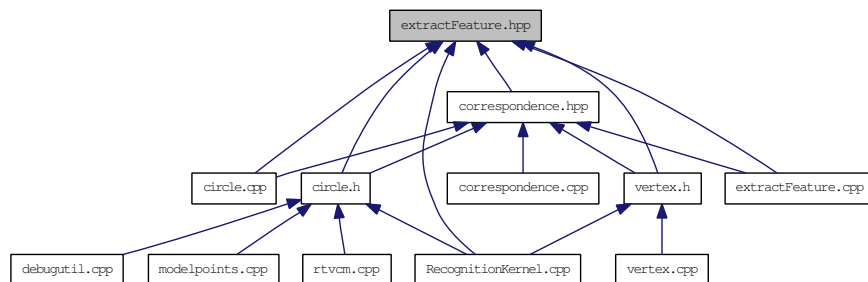 extractFeature.hpp
correspondence.hpp
circle.cpp
circle.h
correspondence.cpp
vertex.h
extractFeature.cpp
debugutil.cpp
modelpoints.cpp
rtvcm.cpp
RecognitionKernel.cpp
vertex.cpp